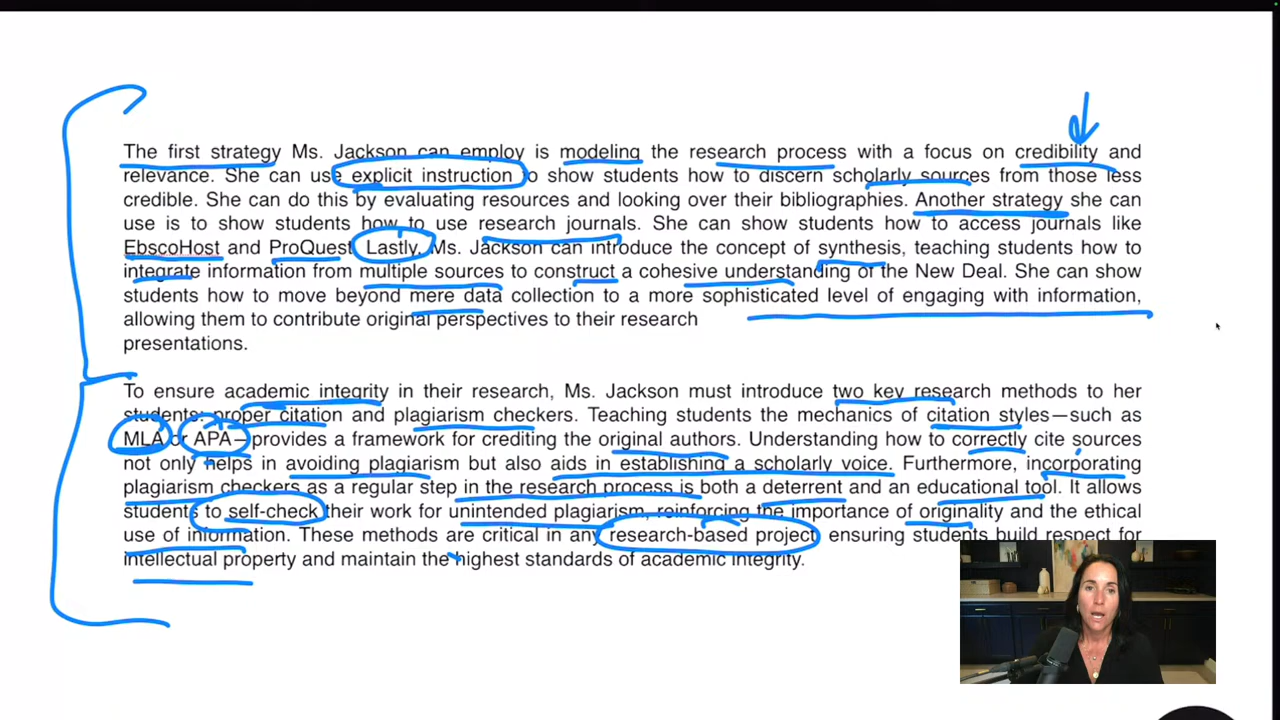 The first strategy Ms. Jackson can employ is modeling the research process with a focus on credibility and
relevance. She can use explicit instruction to show students how to discern scholarly sources from those less
credible. She can do this by evaluating resources and looking over their bibliographies. Another strategy she can
use is to show students how to use research journals. She can show students how to access journals like
EbscoHost and ProQuest. Lastly, Ms. Jackson can introduce the concept of synthesis, teaching students how to
integrate information from multiple sources to construct a cohesive understanding of the New Deal. She can show
students how to move beyond mere data collection to a more sophisticated level of engaging with information,
allowing them to contribute original perspectives to their research
presentations.
To ensure academic integrity in their research, Ms. Jackson must introduce two key research methods to her
students: proper citation and plagiarism checkers. Teaching students the mechanics of citation styles—such as
MLA or APA—provides a framework for crediting the original authors. Understanding how to correctly cite sources
not only helps in avoiding plagiarism but also aids in establishing a scholarly voice. Furthermore, incorporating
plagiarism checkers as a regular step in the research process is both a deterrent and an educational tool. It allows
students to self-check their work for unintended plagiarism, reinforcing the importance of originality and the ethical
use of information. These methods are critical in any research-based project, ensuring students build respect for
intellectual property and maintain the highest standards of academic integrity.